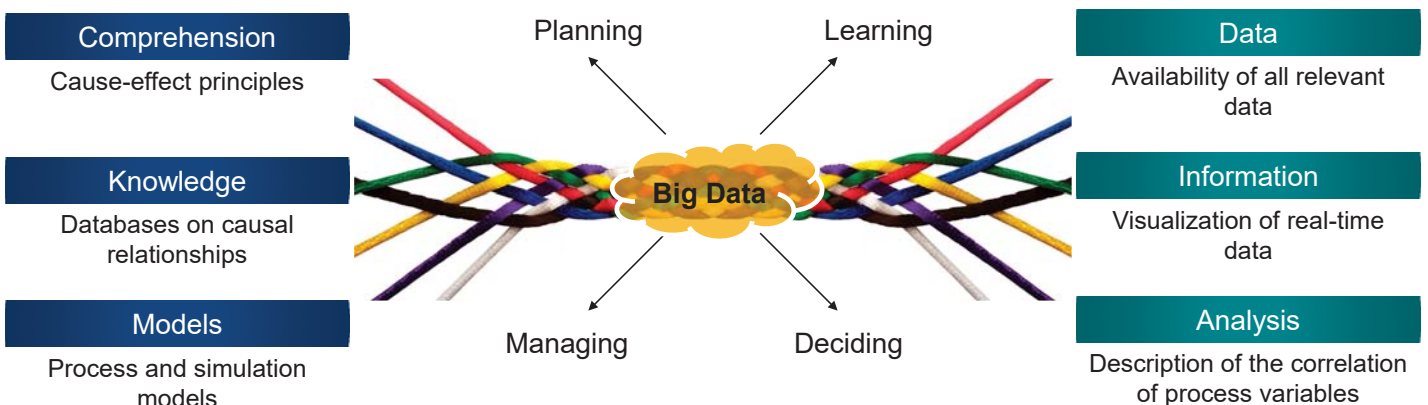 Comprehension
Cause-effect principles
Knowledge
Databases on causal
relationships
Models
Process and simulation
models
Planning
Learning
Big Data
Managing
Deciding
Data
Availability of all relevant
data
Information
Visualization of real-time
data
Analysis
Description of the correlation
of process variables